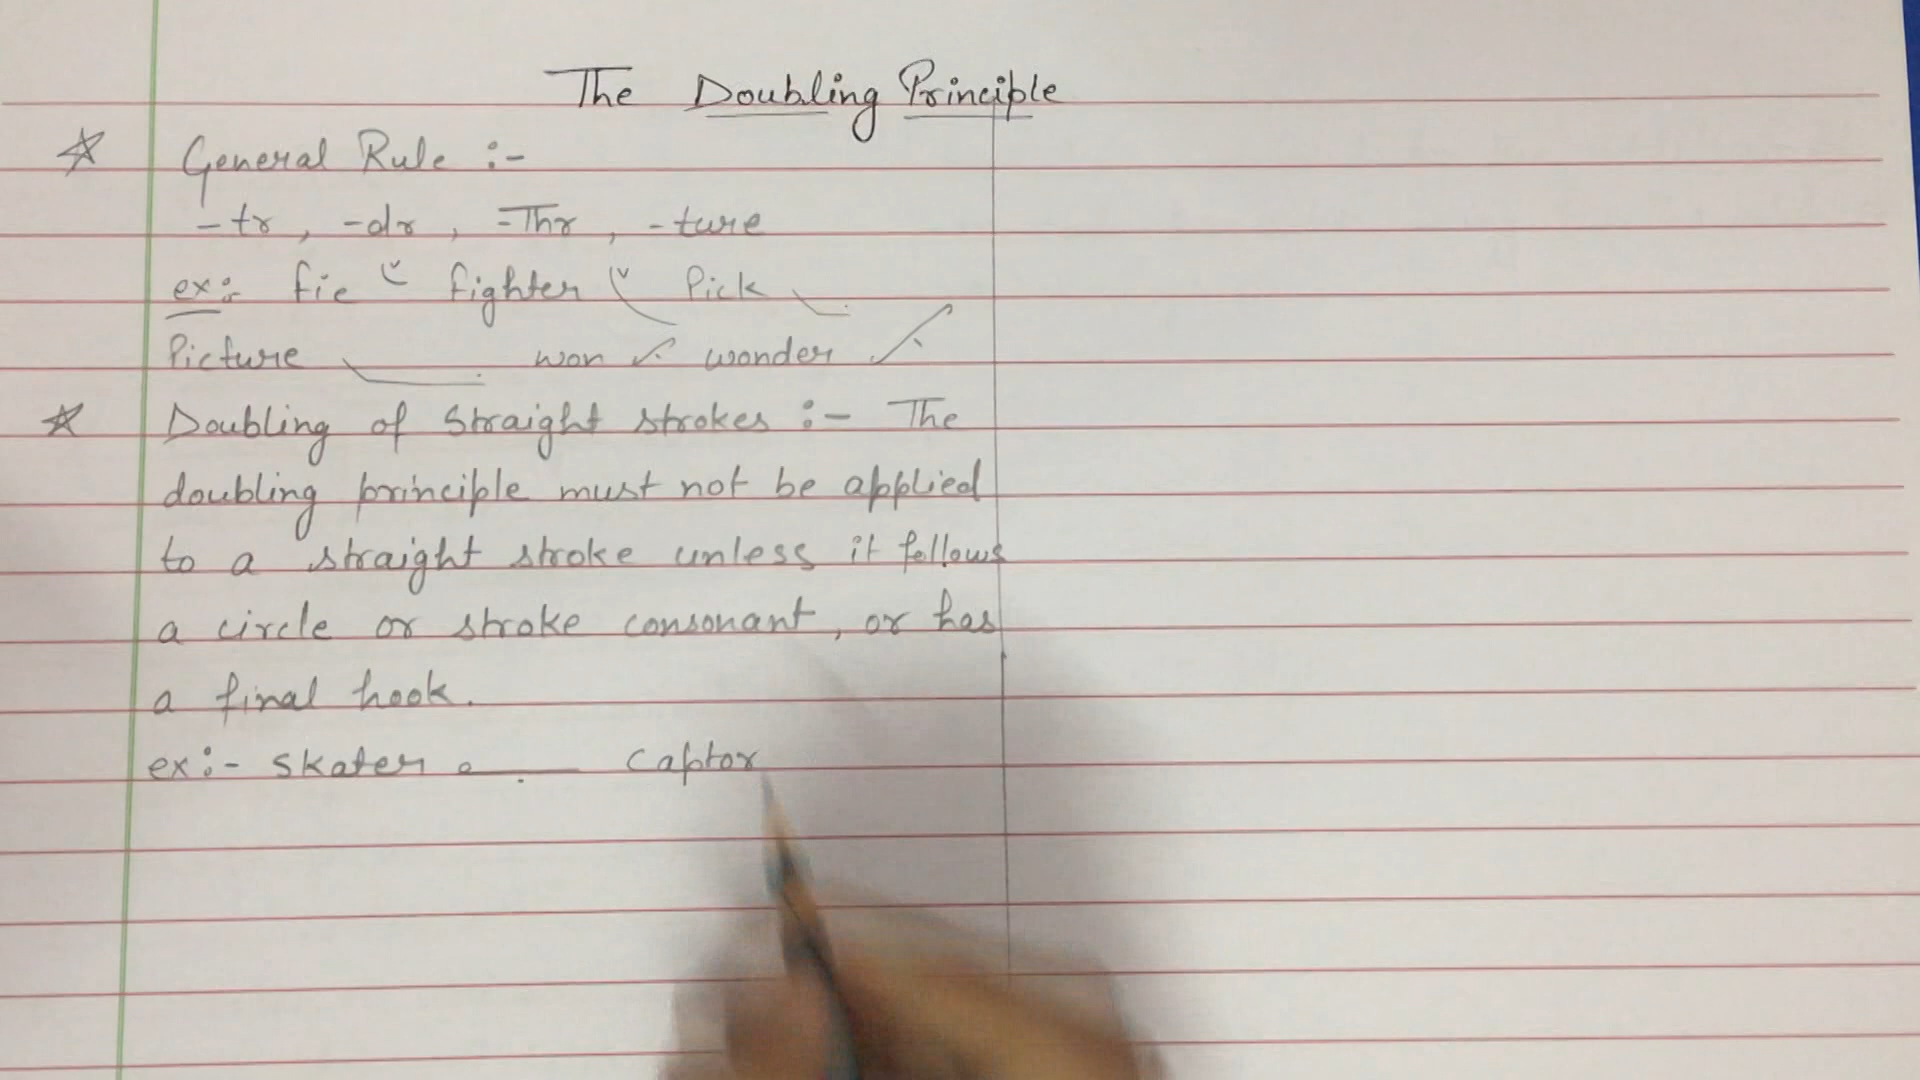 The Doubling Principle
General Rule :-
-tr, -dr, -Thr, -ture
ex:- fie fighter Pick
Picture won wonder
Doubling of straight strokes :- The
doubling principle must not be applied
to a straight stroke unless it follows
a circle or stroke consonant, or has
a final hook.
ex:- skater captor